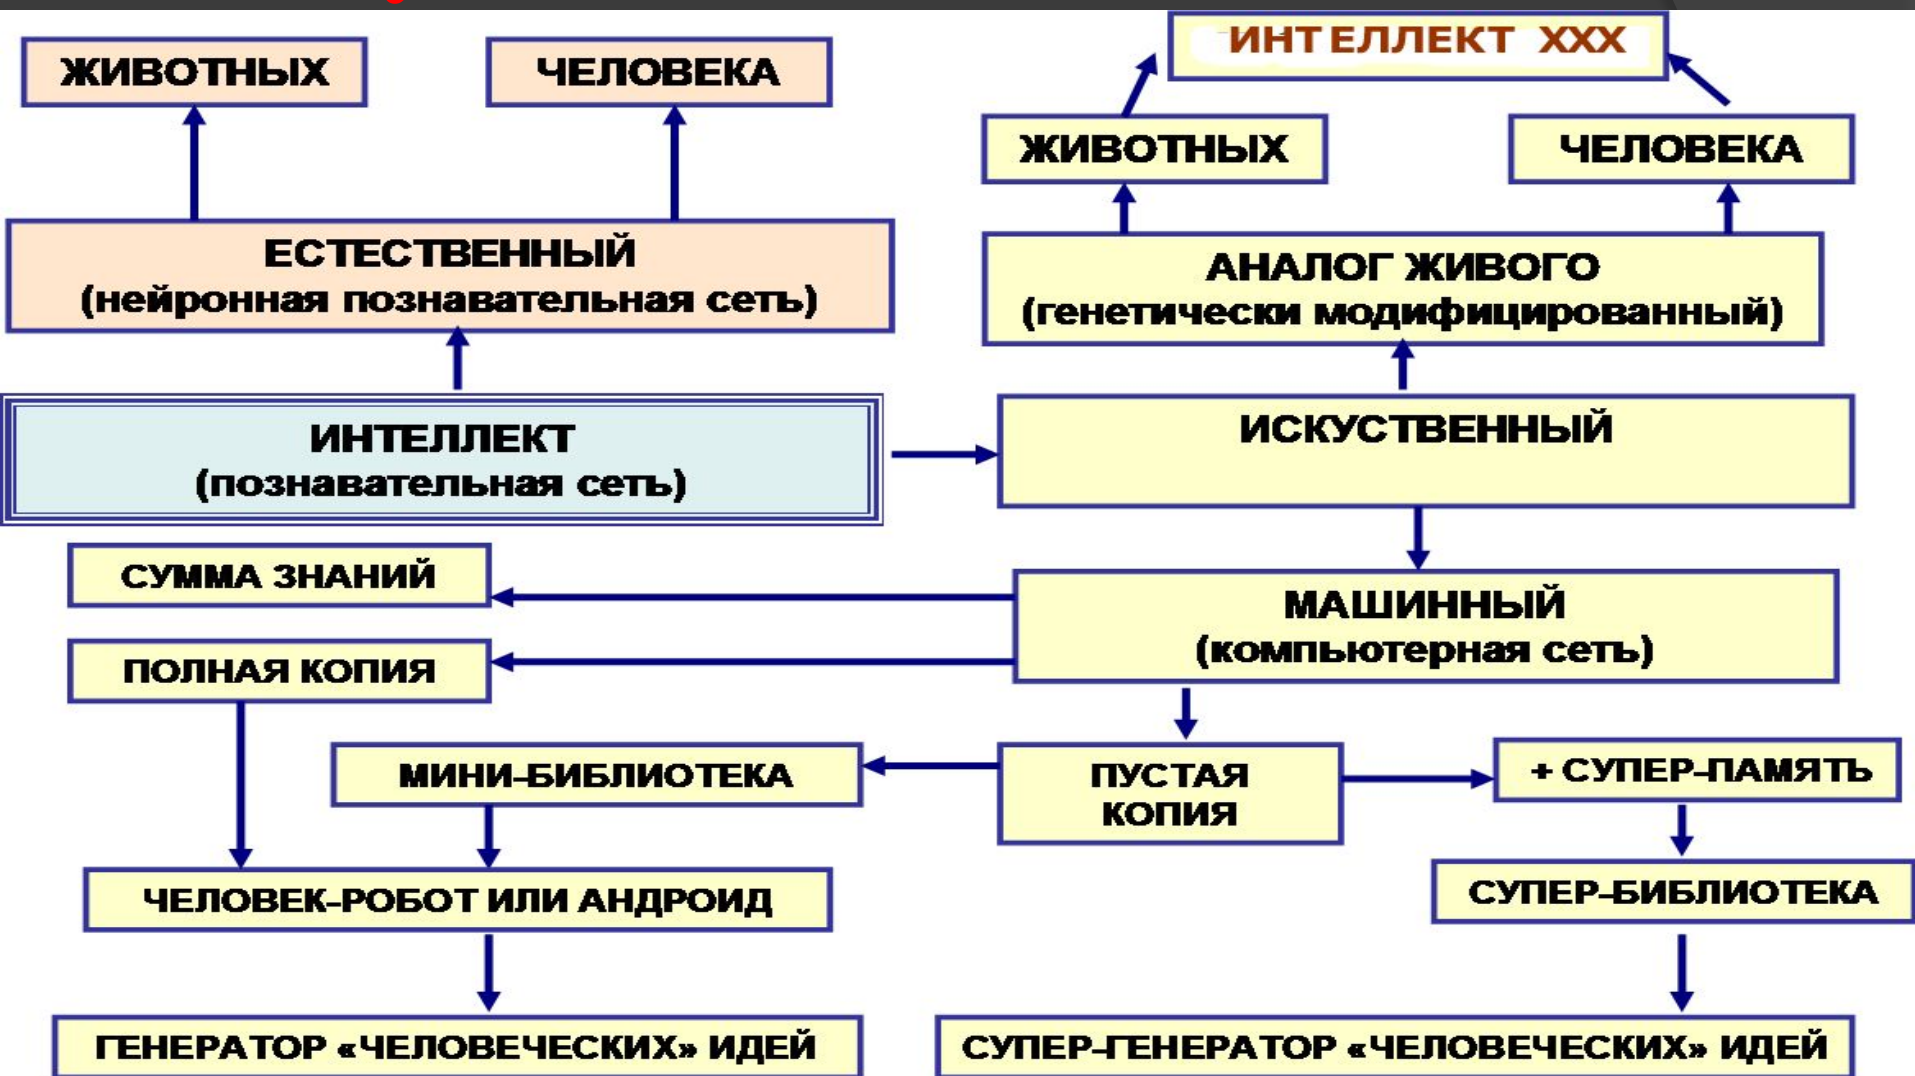 ИНТЕЛЛЕКТ XXX
ЖИВОТНЫХ
ЧЕЛОВЕКА
ЖИВОТНЫХ
ЧЕЛОВЕКА
ЕСТЕСТВЕННЫЙ
(нейронная познавательная сеть)
АНАЛОГ ЖИВОГО
(генетически модифицированный)
ИНТЕЛЛЕКТ
(познавательная сеть)
ИСКУСТВЕННЫЙ
СУММА ЗНАНИЙ
МАШИННЫЙ
(компьютерная сеть)
ПОЛНАЯ КОПИЯ
МИНИ-БИБЛИОТЕКА
ПУСТАЯ
КОПИЯ
+ СУПЕР-ПАМЯТЬ
ЧЕЛОВЕК-РОБОТ ИЛИ АНДРОИД
СУПЕР-БИБЛИОТЕКА
ГЕНЕРАТОР «ЧЕЛОВЕЧЕСКИХ» ИДЕЙ
СУПЕР-ГЕНЕРАТОР «ЧЕЛОВЕЧЕСКИХ» ИДЕЙ